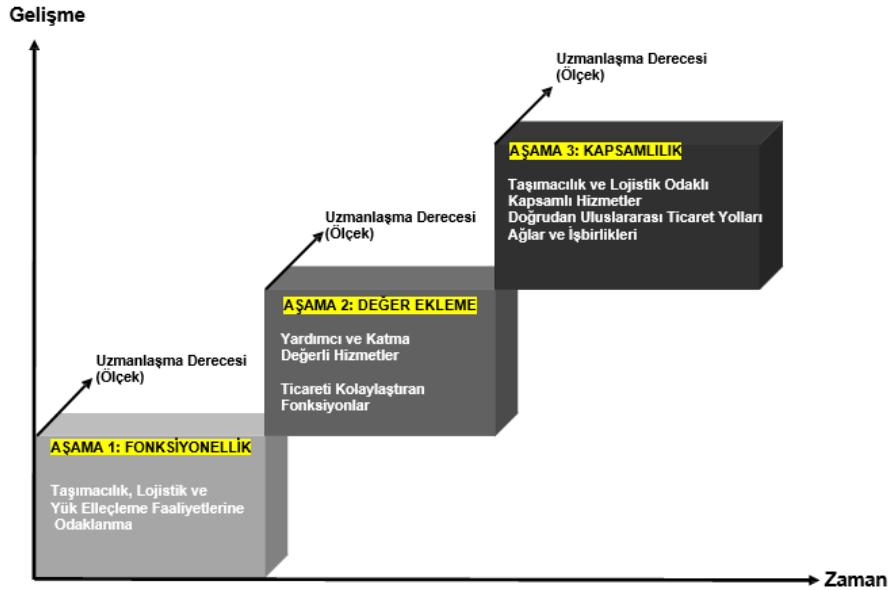 Gelişme
Uzmanlaşma Derecesi
(Ölçek)
AŞAMA 3: KAPSAMLILIK
Taşımacılık ve Lojistik Odaklı
Kapsamlı Hizmetler
Doğrudan Uluslararası Ticaret Yolları
Ağlar ve İşbirlikleri
Uzmanlaşma Derecesi
(Ölçek)
AŞAMA 2: DEĞER EKLEME
Yardımcı ve Katma
Değerli Hizmetler
Ticareti Kolaylaştıran
Fonksiyonlar
Uzmanlaşma Derecesi
(Ölçek)
AŞAMA 1: FONKSİYONELLİK
Taşımacılık, Lojistik ve
Yük Elleçleme Faaliyetlerine
Odaklanma
Zaman